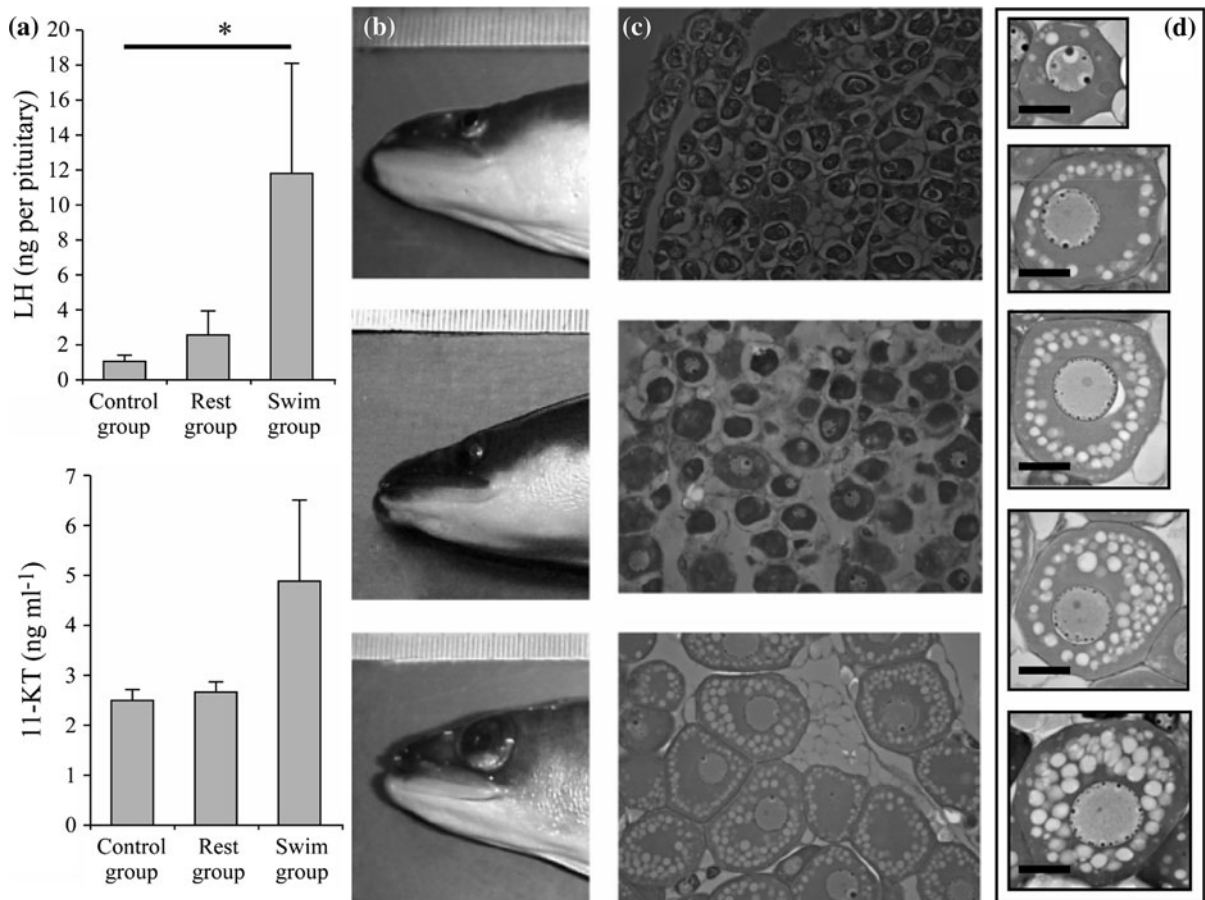 (a)
*
20
18
16
14
12
10
8
6
4
2
0
LH (ng per pituitary)
Control group
Rest group
Swim group
7
6
5
4
3
2
1
0
11-KT (ng ml⁻¹)
Control group
Rest group
Swim group
(b)
(c)
(d)